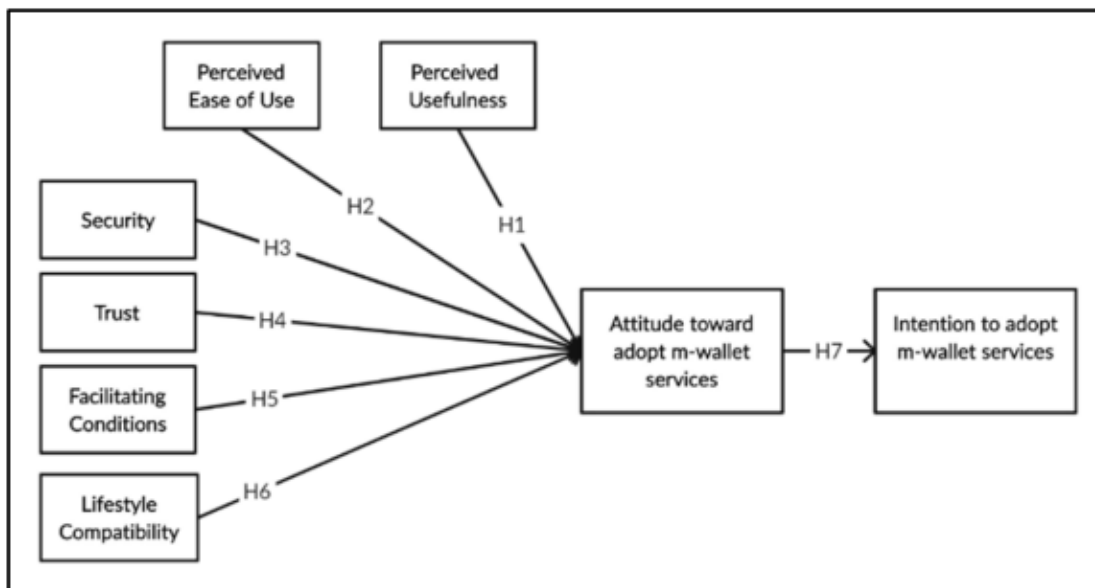 Perceived
Ease of Use
Perceived
Usefulness
H2
H1
Security
H3
Trust
H4
Attitude toward
adopt m-wallet
services
H7
Intention to adopt
m-wallet services
Facilitating
Conditions
H5
Lifestyle
Compatibility
H6